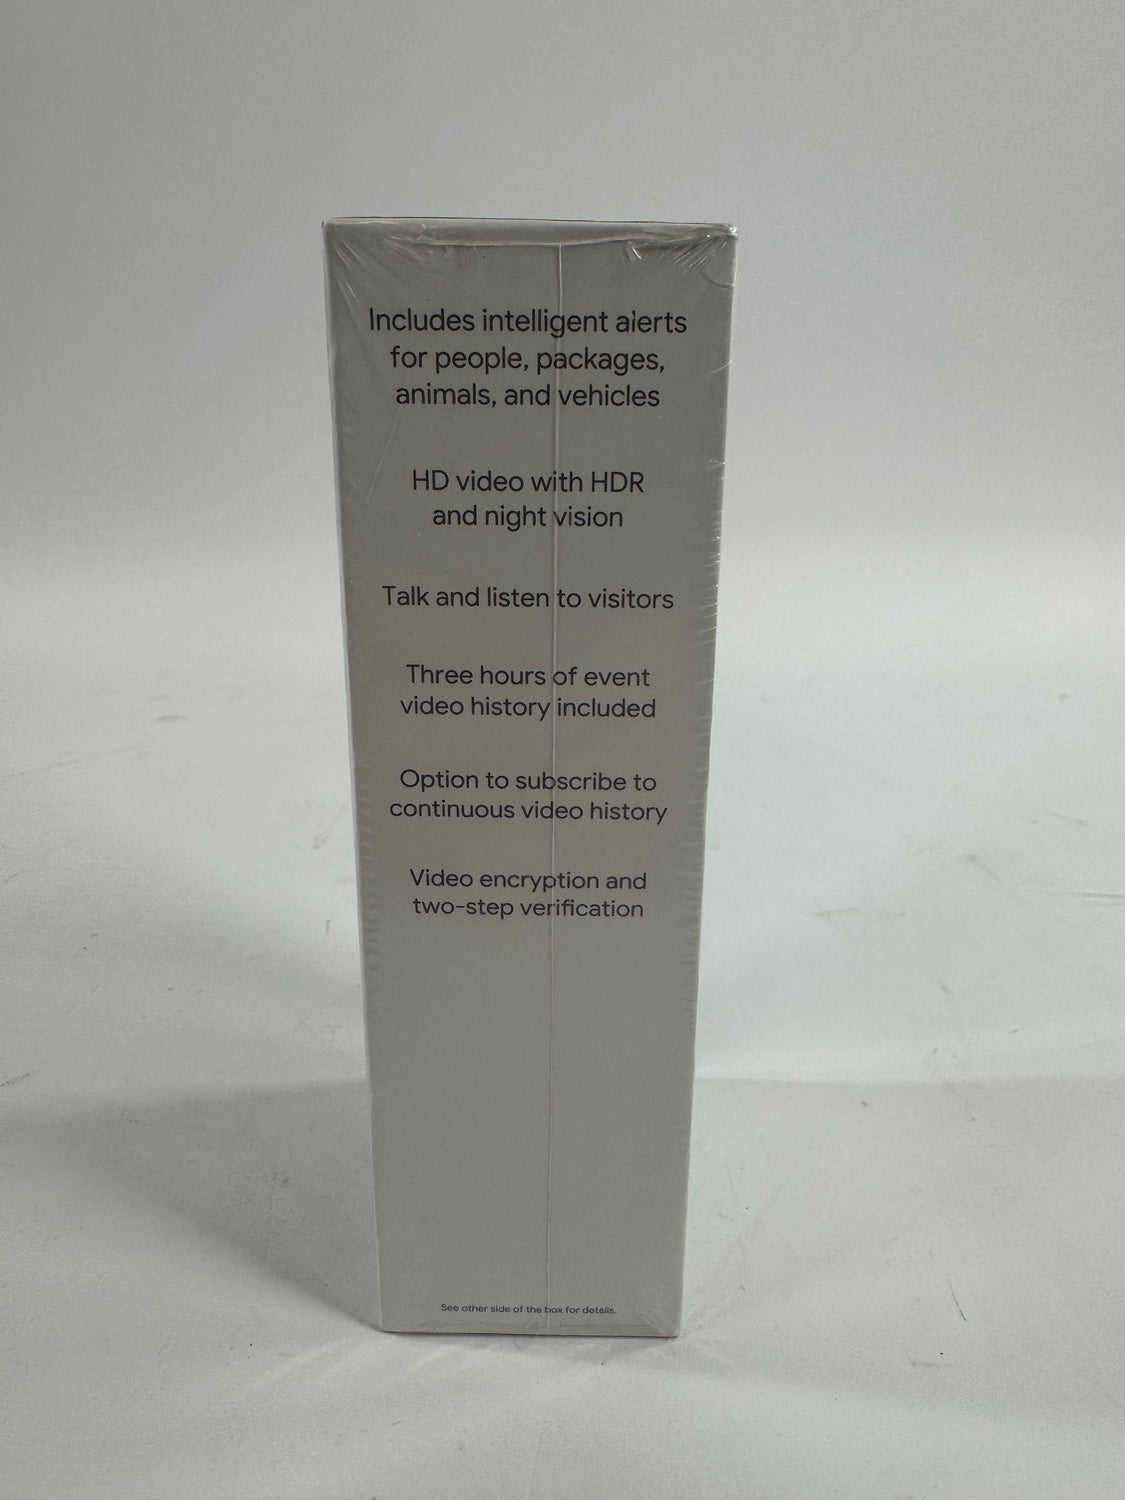 Includes intelligent alerts
for people, packages,
animals, and vehicles
HD video with HDR
and night vision
Talk and listen to visitors
Three hours of event
video history included
Option to subscribe to
continuous video history
Video encryption and
two-step verification
See other side of the box for details.